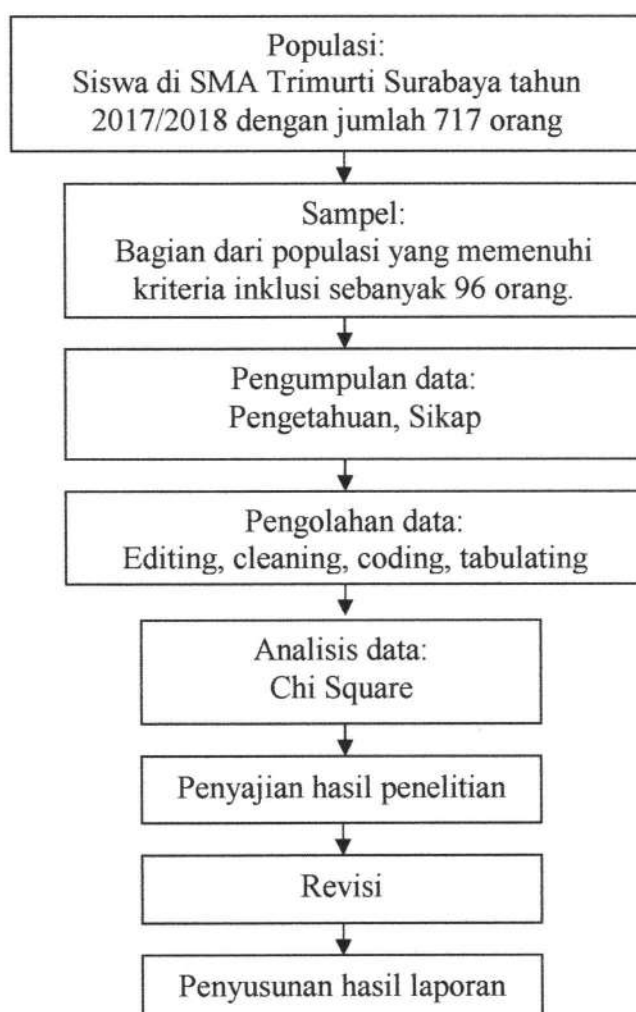 Populasi:
Siswa di SMA Trimurti Surabaya tahun
2017/2018 dengan jumlah 717 orang
Sampel:
Bagian dari populasi yang memenuhi
kriteria inklusi sebanyak 96 orang.
Pengumpulan data:
Pengetahuan, Sikap
Pengolahan data:
Editing, cleaning, coding, tabulating
Analisis data:
Chi Square
Penyajian hasil penelitian
Revisi
Penyusunan hasil laporan